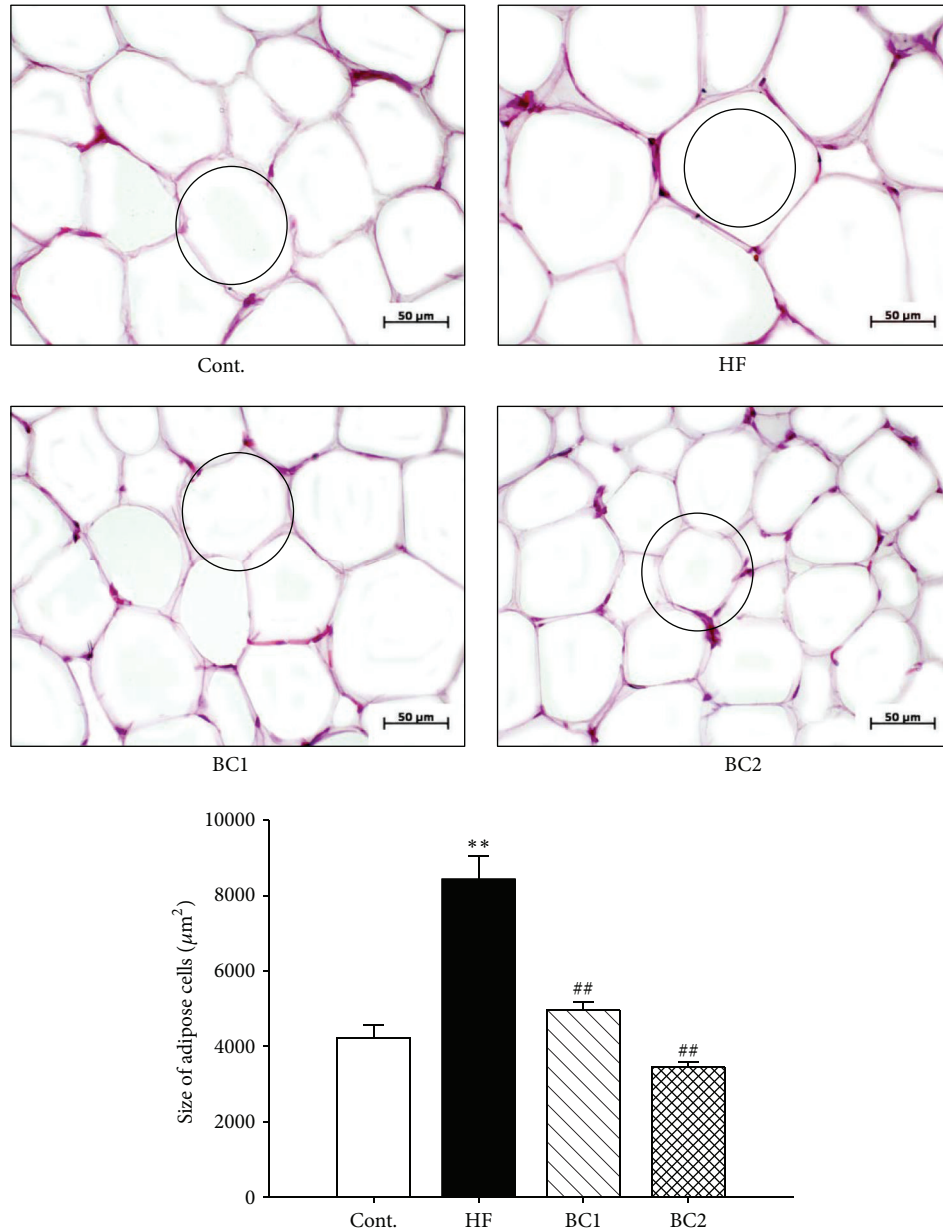 50 µm
50 µm
Cont.
HF
50 µm
50 µm
BC1
BC2
10000
8000
6000
4000
2000
0
Size of adipose cells (µm²)
**
##
##
Cont.
HF
BC1
BC2